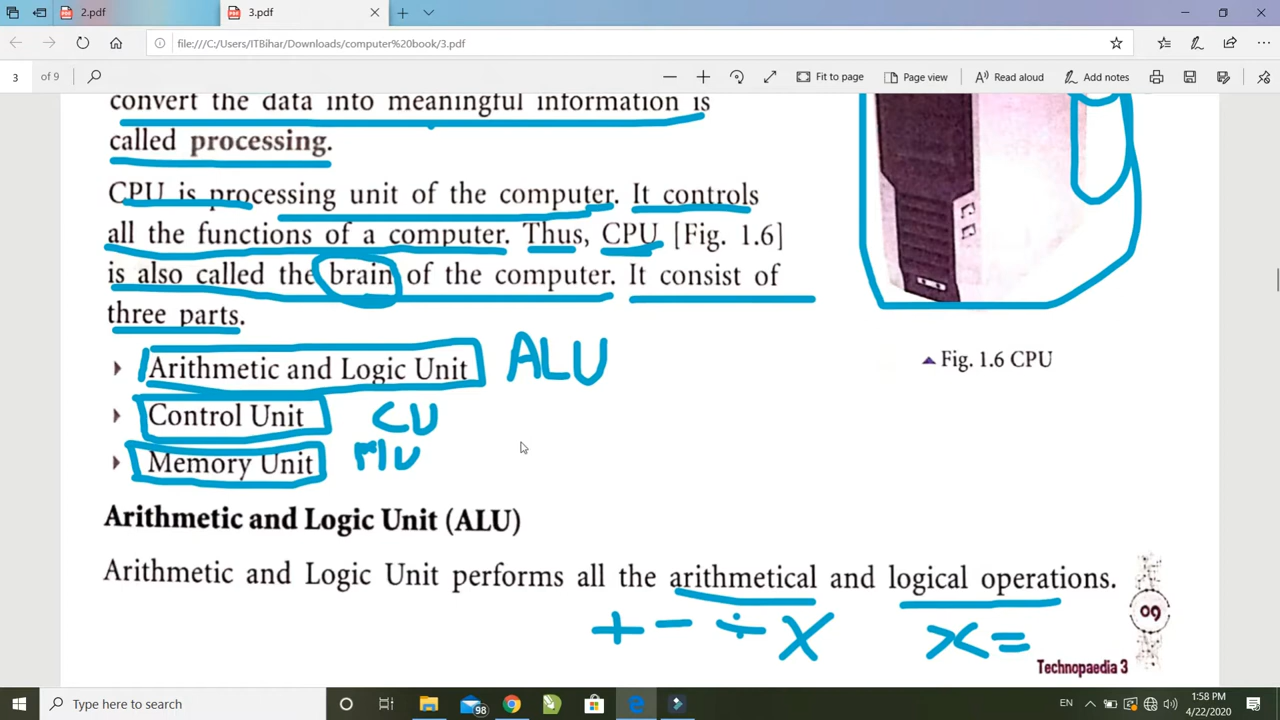 2.pdf
3.pdf
file:///C:/Users/ITBihar/Downloads/computer%20book/3.pdf
3 of 9
Fit to page
Page view
Read aloud
Add notes
convert the data into meaningful information is
called processing.
CPU is processing unit of the computer. It controls
all the functions of a computer. Thus, CPU [Fig. 1.6]
is also called the brain of the computer. It consist of
three parts.
Arithmetic and Logic Unit ALU
Control Unit CU
Memory Unit MU
Fig. 1.6 CPU
Arithmetic and Logic Unit (ALU)
Arithmetic and Logic Unit performs all the arithmetical and logical operations.
+ - ÷ X X =
09
Technopaedia 3
Type here to search
98
ENG
1:58 PM
4/22/2020